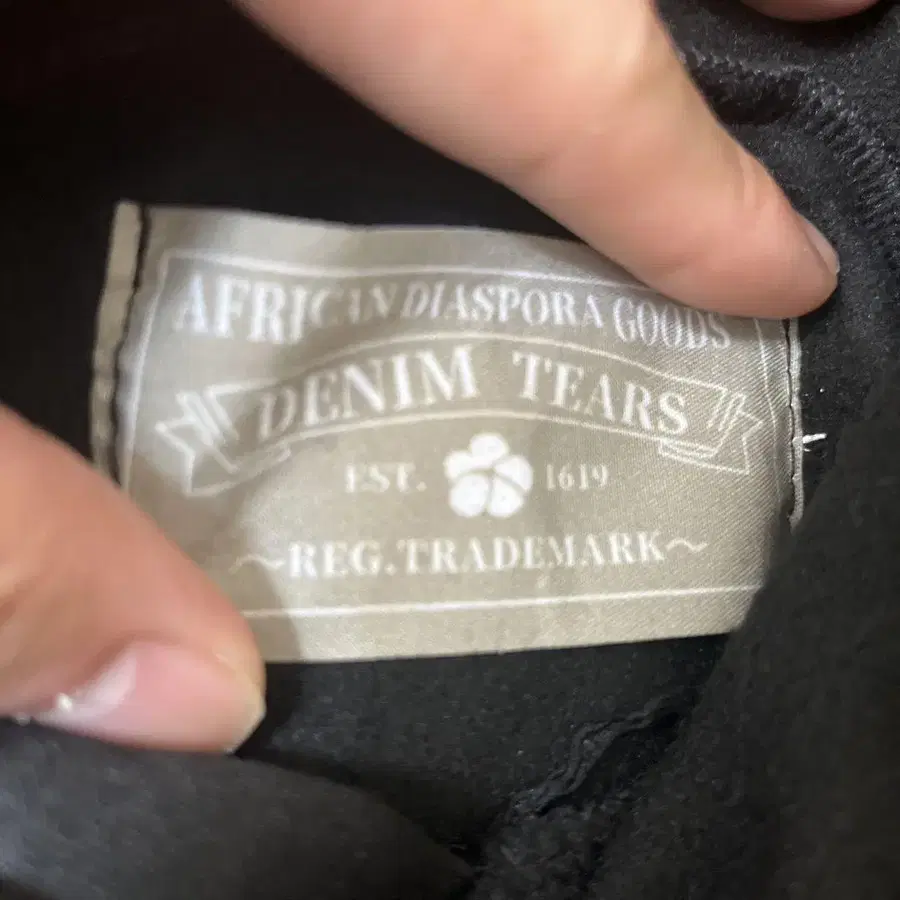 AFRICAN DIASPORA GOODS
DENIM TEARS
EST. 1619
~REG.TRADEMARK~